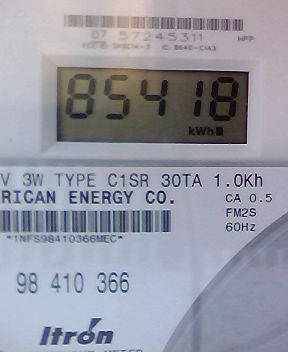 07 57245311
85418
kWh
V 3W TYPE C1SR 30TA 1.0Kh
RICAN ENERGY CO.
CA 0.5
FM2S
60Hz
*1NFS98410366MEC*
98 410 366
Itrón